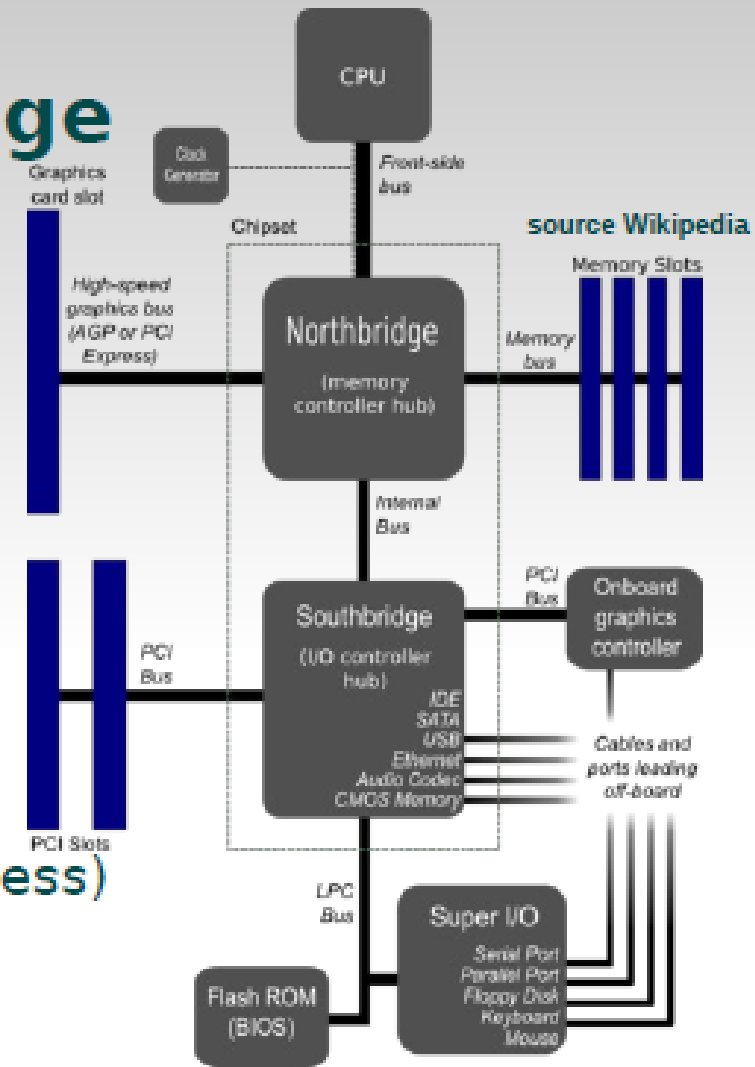 CPU
ge
Clock
Generator
Graphics
card slot
Front-side
bus
Chipset
source Wikipedia
Memory Slots
High-speed
graphics bus
(AGP or PCI
Express)
Northbridge
(memory
controller hub)
Memory
bus
Internal
Bus
PCI
Bus
Onboard
graphics
controller
Southbridge
(I/O controller
hub)
PCI
Bus
IDE
SATA
USB
Ethernet
Audio Codec
CMOS Memory
Cables and
ports leading
off-board
PCI Slots
ess)
LPC
Bus
Super I/O
Serial Port
Parallel Port
Floppy Disk
Keyboard
Mouse
Flash ROM
(BIOS)